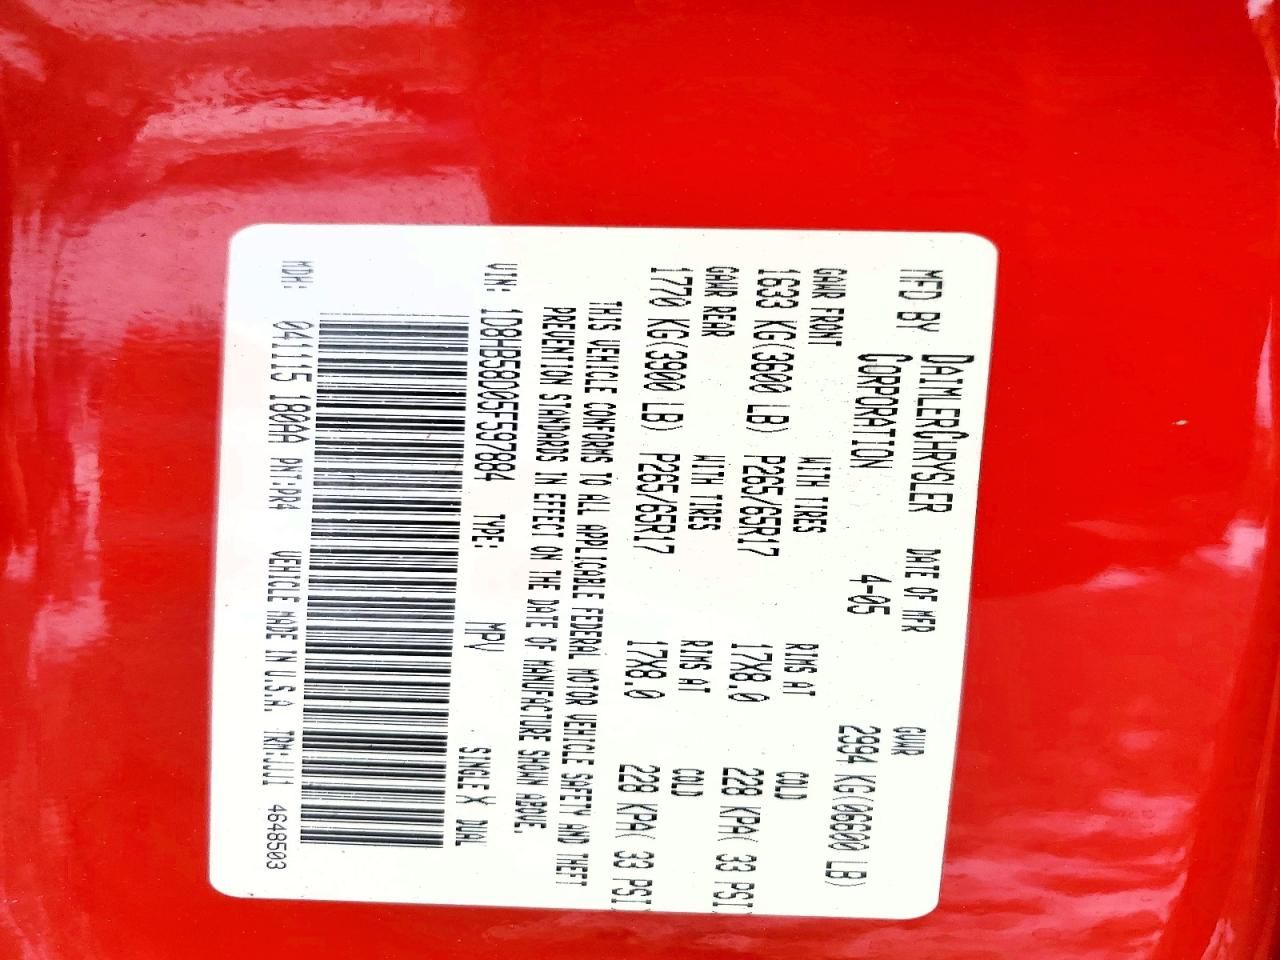 MFD BY DAIMLERCHRYSLER CORPORATION DATE OF MFR 4-05 GVWR 2994 KG(06600 LB)
GAWR FRONT WITH TIRES RIMS AT COLD
1633 KG(3600 LB) P265/65R17 17X8.0 228 KPA( 33 PSI)
GAWR REAR WITH TIRES RIMS AT COLD
1770 KG(3900 LB) P265/65R17 17X8.0 228 KPA( 33 PSI)
THIS VEHICLE CONFORMS TO ALL APPLICABLE FEDERAL MOTOR VEHICLE SAFETY AND THEFT
PREVENTION STANDARDS IN EFFECT ON THE DATE OF MANUFACTURE SHOWN ABOVE.
VIN: 1D8HB58D05F597884 TYPE: MPV SINGLE X DUAL
MDH: 041115 180AA PNT:PR4 VEHICLE MADE IN U.S.A. TRM:JJJ1 4648503